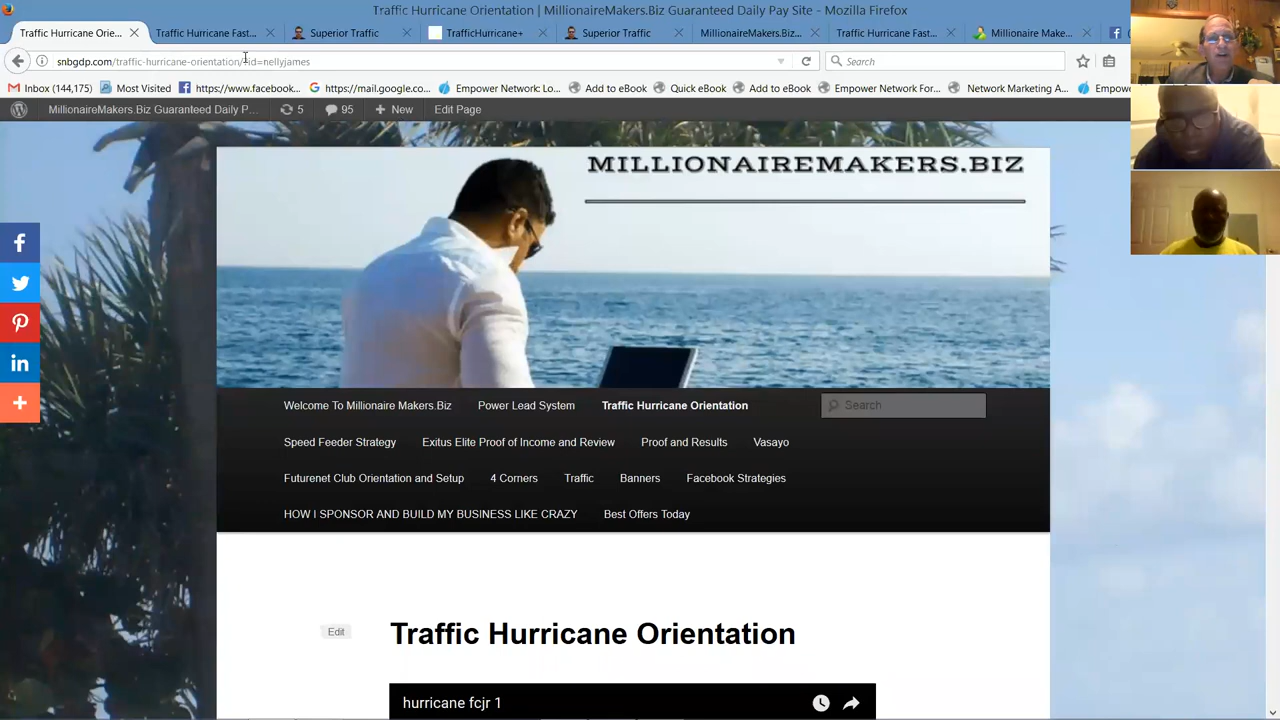 Traffic Hurricane Orientation | MillionaireMakers.Biz Guaranteed Daily Pay Site - Mozilla Firefox
Traffic Hurricane Orie... Traffic Hurricane Fast... Superior Traffic TrafficHurricane+ Superior Traffic MillionaireMakers.Biz... Traffic Hurricane Fast... Millionaire Make...
snbgdp.com/traffic-hurricane-orientation/?id=nellyjames Search
Inbox (144,175) Most Visited https://www.facebook... https://mail.google.co... Empower Network: Lo... Add to eBook Quick eBook Add to eBook Empower Network For... Network Marketing A... Empowe
MillionaireMakers.Biz Guaranteed Daily P... 5 95 + New Edit Page
MILLIONAIREMAKERS.BIZ
Welcome To Millionaire Makers.Biz Power Lead System Traffic Hurricane Orientation Search
Speed Feeder Strategy Exitus Elite Proof of Income and Review Proof and Results Vasayo
Futurenet Club Orientation and Setup 4 Corners Traffic Banners Facebook Strategies
HOW I SPONSOR AND BUILD MY BUSINESS LIKE CRAZY Best Offers Today
Edit Traffic Hurricane Orientation
hurricane fcjr 1